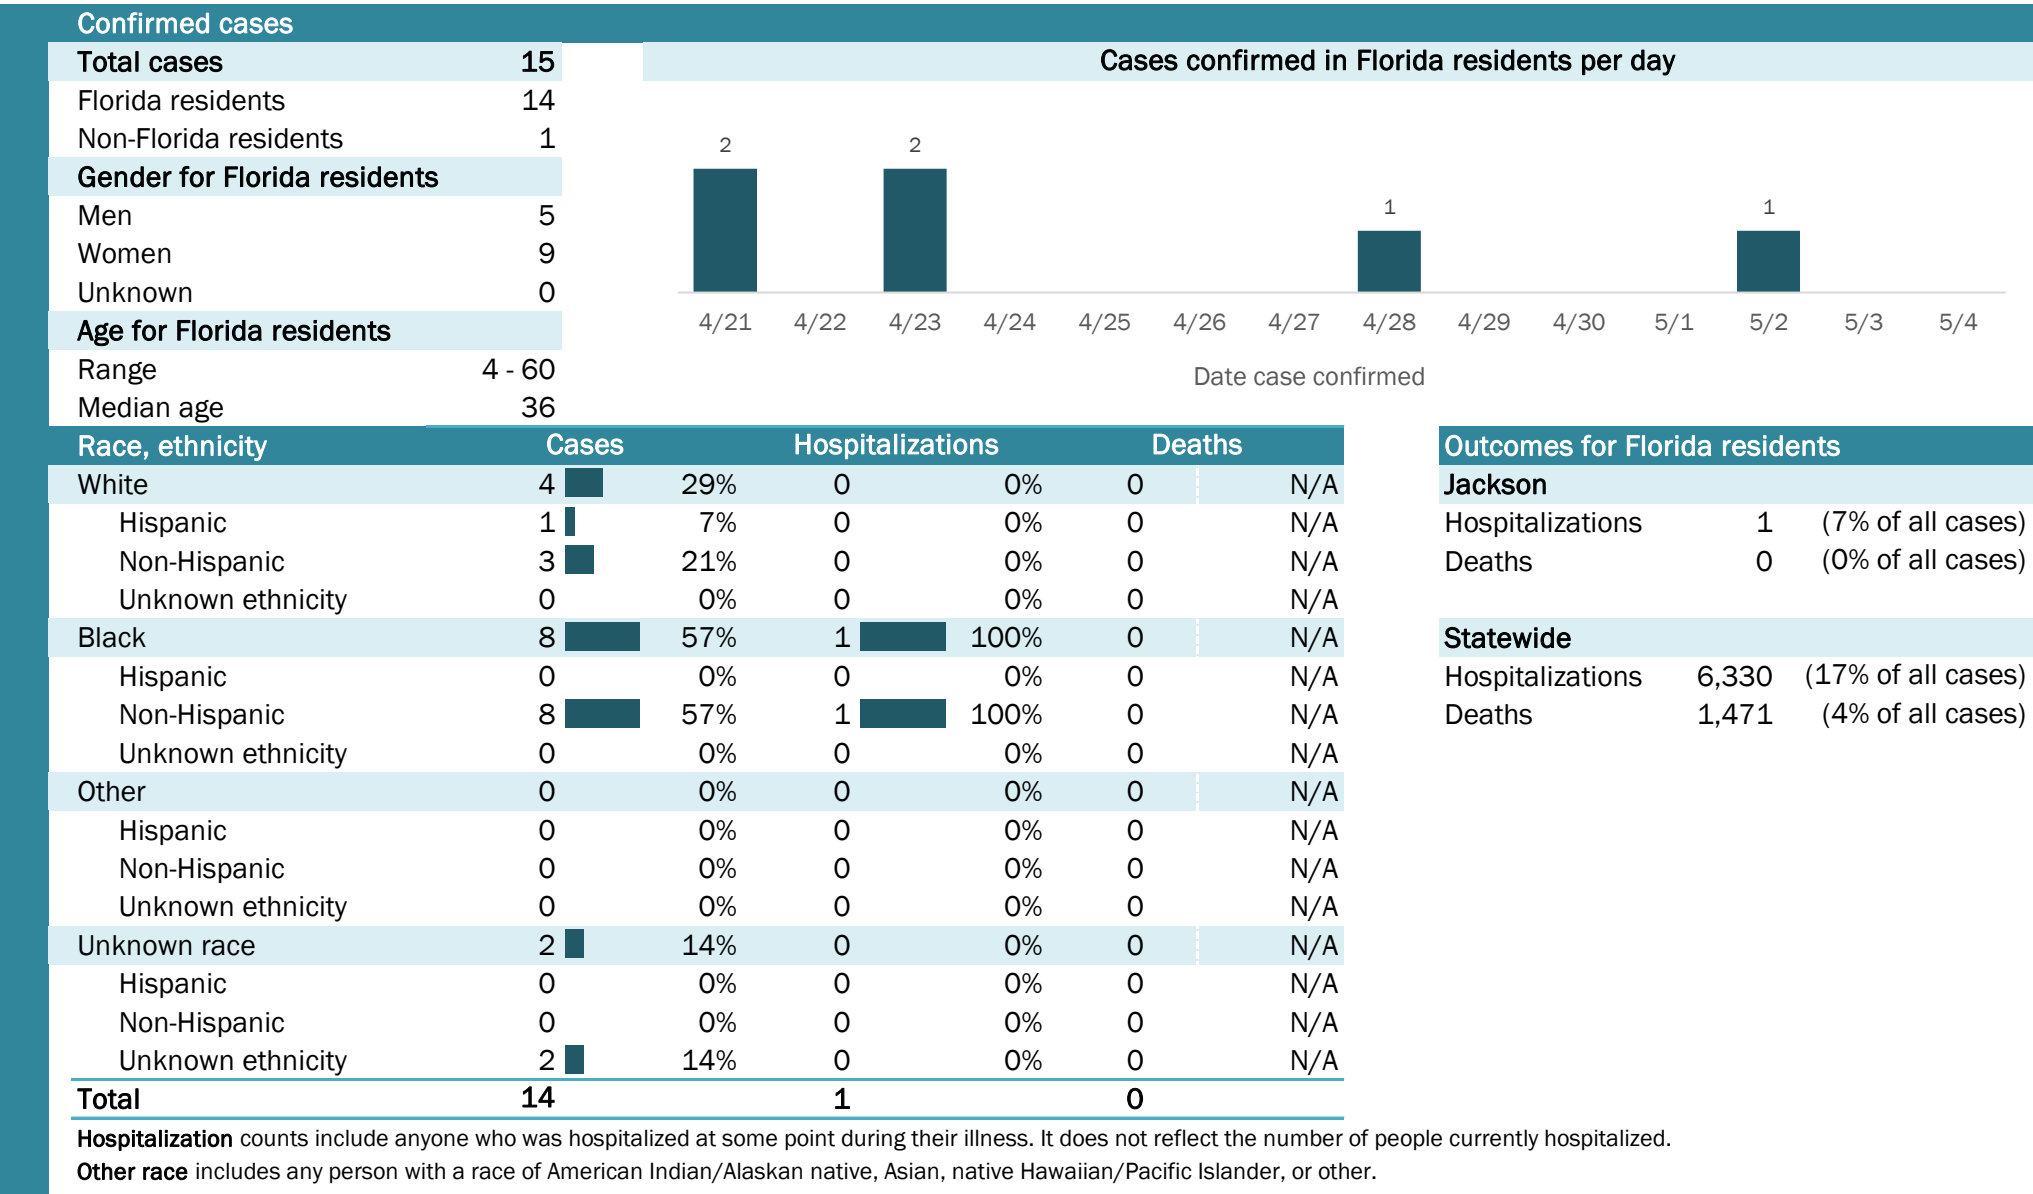 Confirmed cases
Total cases 15
Florida residents 14
Non-Florida residents 1
Gender for Florida residents
Men 5
Women 9
Unknown 0
Age for Florida residents
Range 4 - 60
Median age 36
Cases confirmed in Florida residents per day
2 2 1 1
4/21 4/22 4/23 4/24 4/25 4/26 4/27 4/28 4/29 4/30 5/1 5/2 5/3 5/4
Date case confirmed
Race, ethnicity Cases Hospitalizations Deaths
White 4 29% 0 0% 0 N/A
Hispanic 1 7% 0 0% 0 N/A
Non-Hispanic 3 21% 0 0% 0 N/A
Unknown ethnicity 0 0% 0 0% 0 N/A
Black 8 57% 1 100% 0 N/A
Hispanic 0 0% 0 0% 0 N/A
Non-Hispanic 8 57% 1 100% 0 N/A
Unknown ethnicity 0 0% 0 0% 0 N/A
Other 0 0% 0 0% 0 N/A
Hispanic 0 0% 0 0% 0 N/A
Non-Hispanic 0 0% 0 0% 0 N/A
Unknown ethnicity 0 0% 0 0% 0 N/A
Unknown race 2 14% 0 0% 0 N/A
Hispanic 0 0% 0 0% 0 N/A
Non-Hispanic 0 0% 0 0% 0 N/A
Unknown ethnicity 2 14% 0 0% 0 N/A
Total 14 1 0
Outcomes for Florida residents
Jackson
Hospitalizations 1 (7% of all cases)
Deaths 0 (0% of all cases)
Statewide
Hospitalizations 6,330 (17% of all cases)
Deaths 1,471 (4% of all cases)
Hospitalization counts include anyone who was hospitalized at some point during their illness. It does not reflect the number of people currently hospitalized.
Other race includes any person with a race of American Indian/Alaskan native, Asian, native Hawaiian/Pacific Islander, or other.